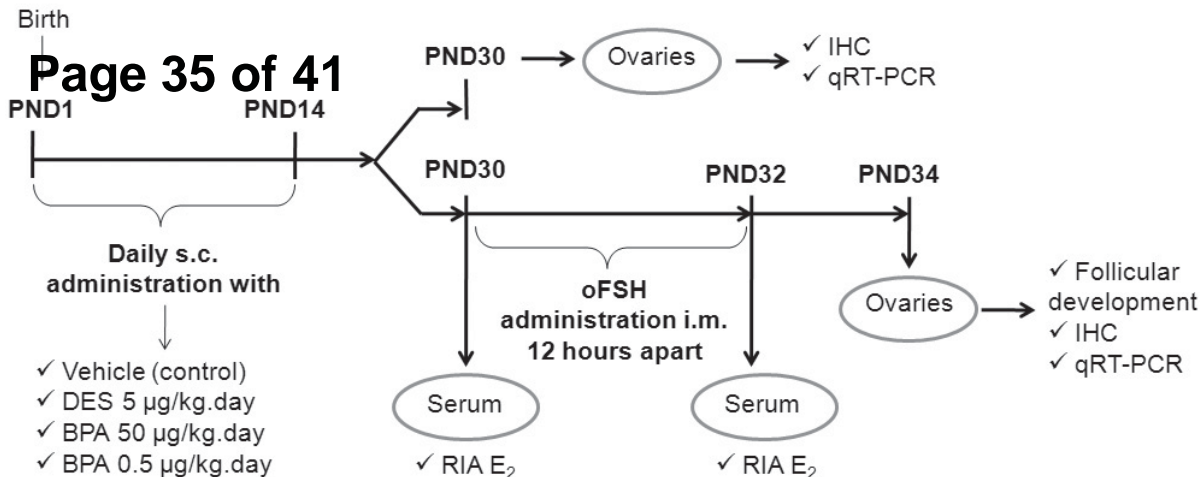 Birth
Page 35 of 41
PND1
PND14
Daily s.c.
administration with
✓ Vehicle (control)
✓ DES 5 µg/kg.day
✓ BPA 50 µg/kg.day
✓ BPA 0.5 µg/kg.day
PND30
Ovaries
✓ IHC
✓ qRT-PCR
PND30
PND32
PND34
oFSH
administration i.m.
12 hours apart
Serum
✓ RIA E₂
Serum
✓ RIA E₂
Ovaries
✓ Follicular
development
✓ IHC
✓ qRT-PCR